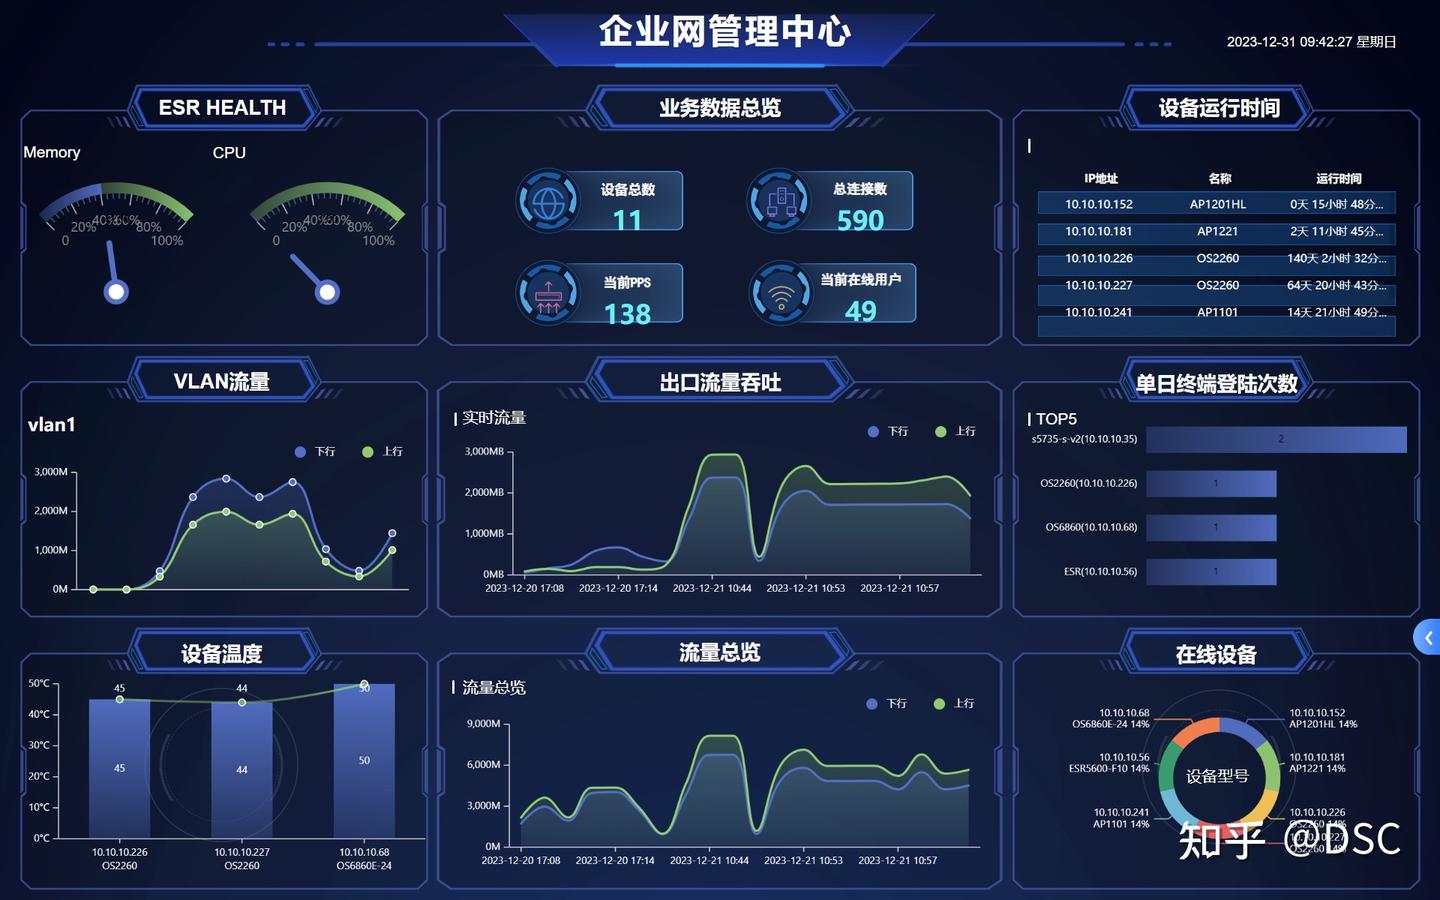 企业网管理中心
2023-12-31 09:42:27 星期日
ESR HEALTH
Memory
CPU
0
20%
40%
60%
80%
100%
0
20%
40%
60%
80%
100%
业务数据总览
设备总数
11
总连接数
590
当前PPS
138
当前在线用户
49
设备运行时间
IP地址 名称 运行时间
10.10.10.152 AP1201HL 0天 15小时 48分...
10.10.10.181 AP1221 2天 11小时 45分...
10.10.10.226 OS2260 140天 2小时 32分...
10.10.10.227 OS2260 64天 20小时 43分...
10.10.10.241 AP1101 14天 21小时 49分...
VLAN流量
vlan1
下行 上行
3,000M
2,000M
1,000M
0M
出口流量吞吐
实时流量
下行 上行
3,000MB
2,000MB
1,000MB
0MB
2023-12-20 17:08 2023-12-20 17:14 2023-12-21 10:44 2023-12-21 10:53 2023-12-21 10:57
单日终端登陆次数
TOP5
s5735-s-v2(10.10.10.35) 2
OS2260(10.10.10.226) 1
OS6860(10.10.10.68) 1
ESR(10.10.10.56) 1
设备温度
50°C
40°C
30°C
20°C
10°C
0°C
45 44 50
45 44 50
10.10.10.226 10.10.10.227 10.10.10.68
OS2260 OS2260 OS6860E-24
流量总览
流量总览
下行 上行
9,000M
6,000M
3,000M
0M
2023-12-20 17:08 2023-12-20 17:14 2023-12-21 10:44 2023-12-21 10:53 2023-12-21 10:57
在线设备
设备型号
10.10.10.68
OS6860E-24 14%
10.10.10.152
AP1201HL 14%
10.10.10.56
ESR5600-F10 14%
10.10.10.181
AP1221 14%
10.10.10.241
AP1101 14%
10.10.10.226
OS2260 14%
10.10.10.227
OS2260 14%
知乎 @DSC